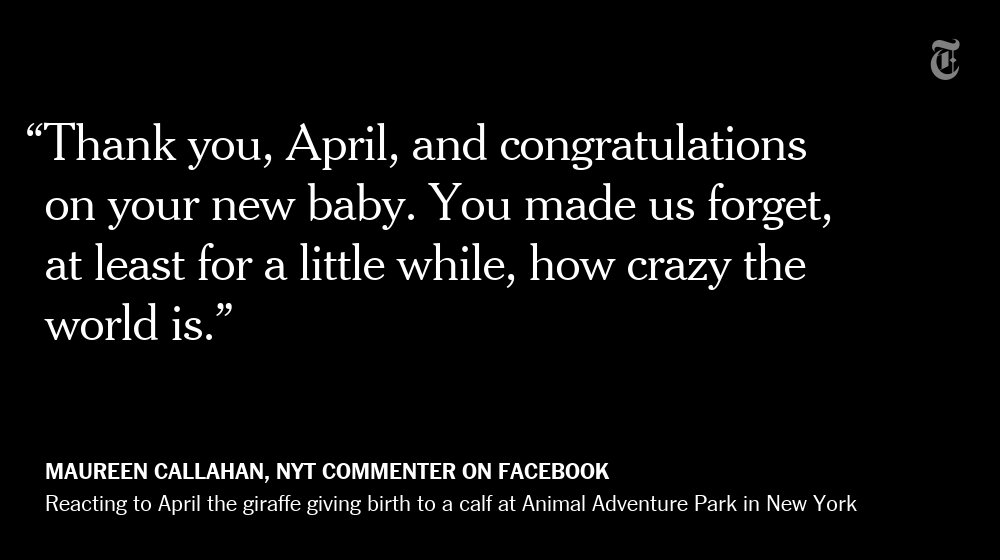 “Thank you, April, and congratulations
on your new baby. You made us forget,
at least for a little while, how crazy the
world is.”
MAUREEN CALLAHAN, NYT COMMENTER ON FACEBOOK
Reacting to April the giraffe giving birth to a calf at Animal Adventure Park in New York